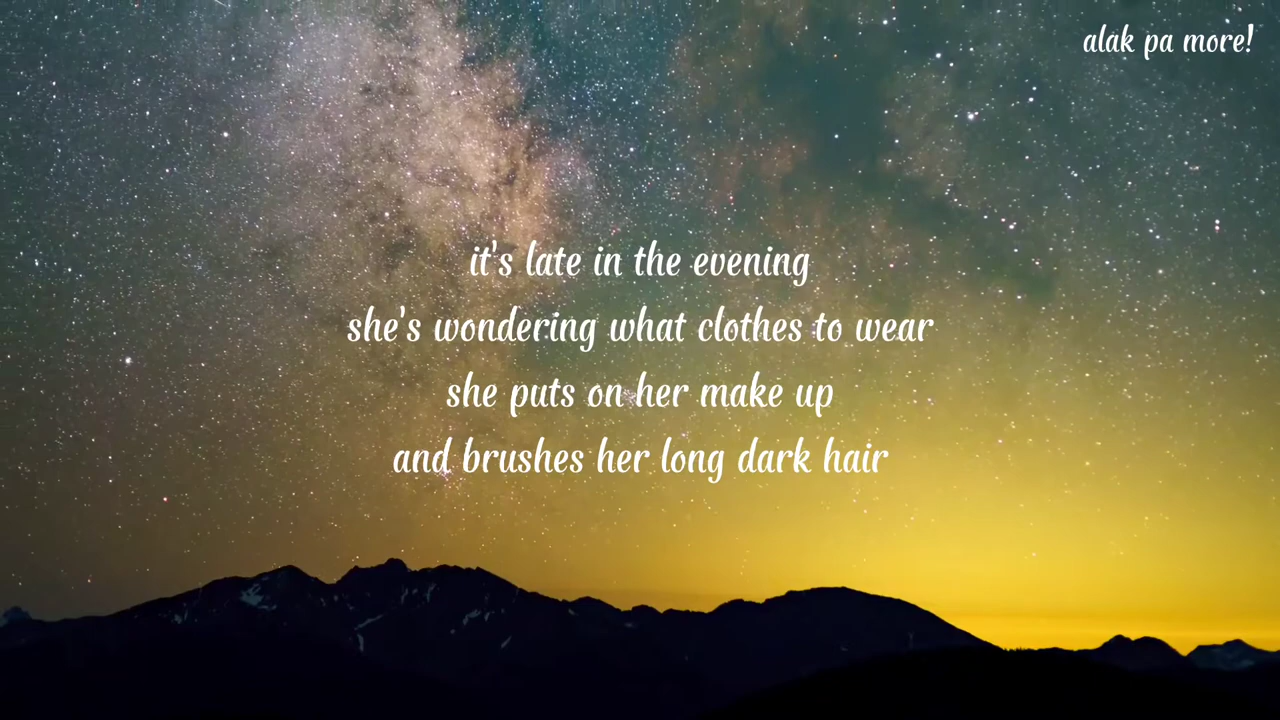 alak pa more!
it's late in the evening
she's wondering what clothes to wear
she puts on her make up
and brushes her long dark hair